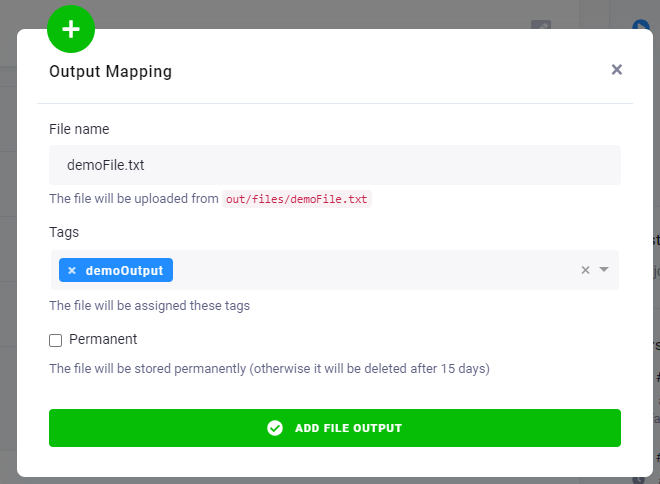 Output Mapping
×
File name
demoFile.txt
The file will be uploaded from out/files/demoFile.txt
Tags
× demoOutput ×
The file will be assigned these tags
Permanent
The file will be stored permanently (otherwise it will be deleted after 15 days)
ADD FILE OUTPUT